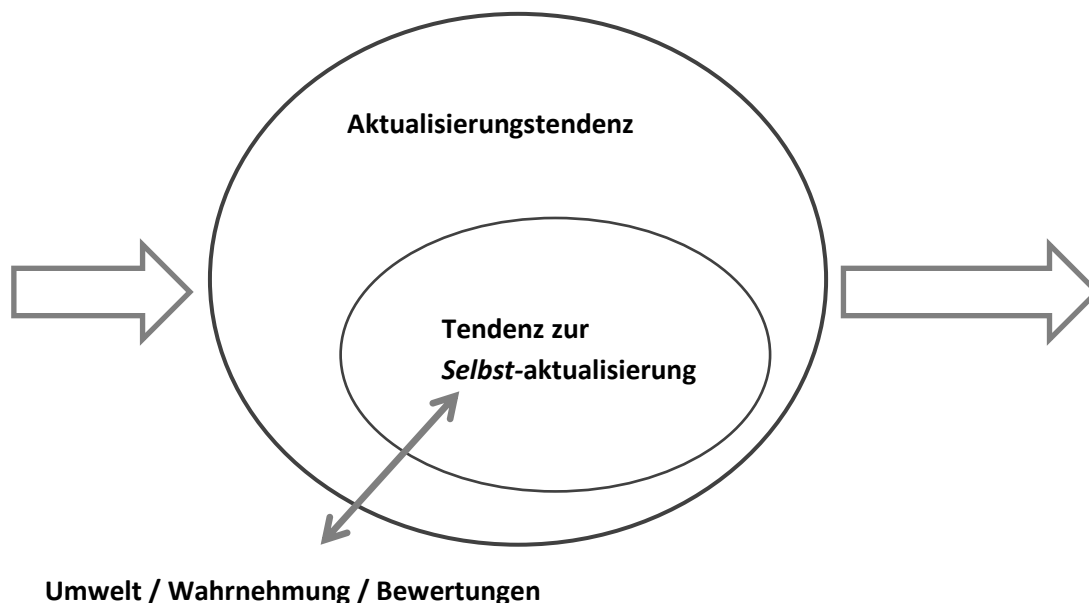 Aktualisierungstendenz
Tendenz zur
Selbst-aktualisierung
Umwelt / Wahrnehmung / Bewertungen